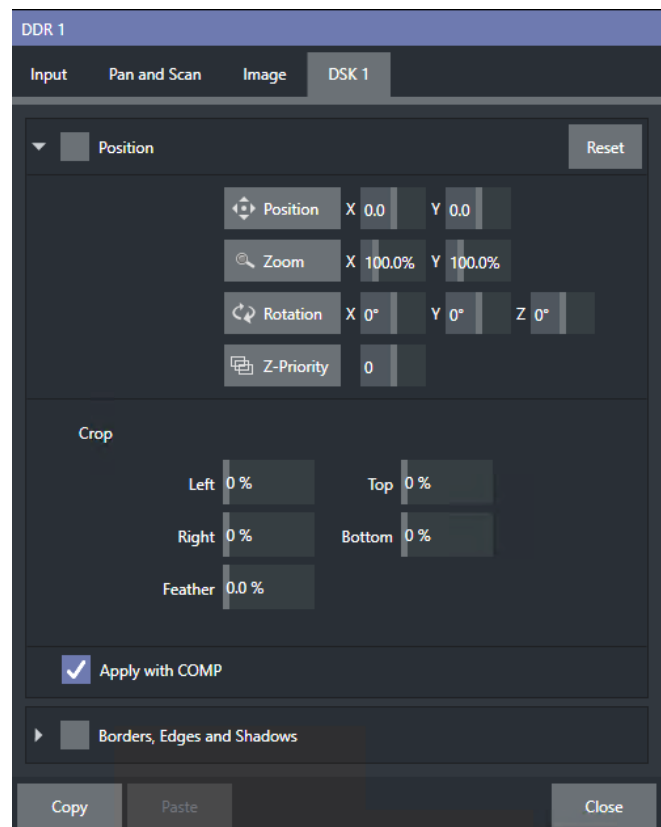 DDR 1
Input Pan and Scan Image DSK 1
Position Reset
Position X 0.0 Y 0.0
Zoom X 100.0% Y 100.0%
Rotation X 0° Y 0° Z 0°
Z-Priority 0
Crop
Left 0 % Top 0 %
Right 0 % Bottom 0 %
Feather 0.0 %
Apply with COMP
Borders, Edges and Shadows
Copy Paste Close